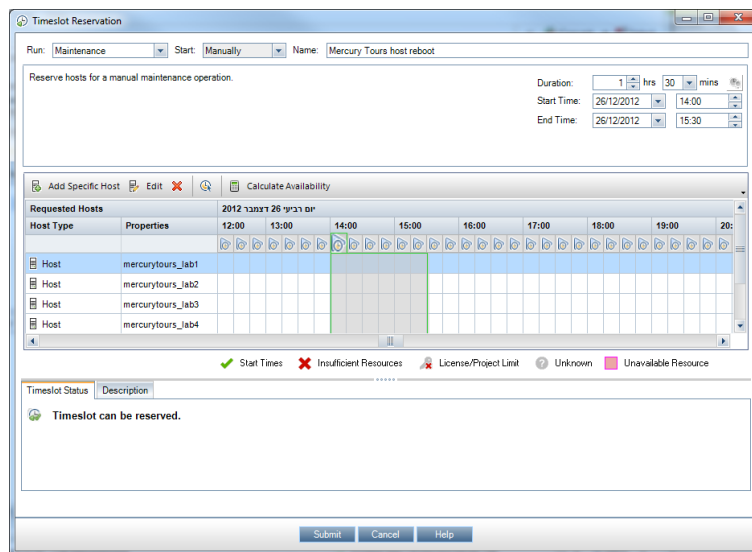 Timeslot Reservation
Run: Maintenance Start: Manually Name: Mercury Tours host reboot
Reserve hosts for a manual maintenance operation.
Duration: 1 hrs 30 mins
Start Time: 26/12/2012 14:00
End Time: 26/12/2012 15:30
Add Specific Host Edit Calculate Availability
Requested Hosts יום רביעי 26 דצמבר 2012
Host Type Properties 12:00 13:00 14:00 15:00 16:00 17:00 18:00 19:00 20:
Host mercurytours_lab1
Host mercurytours_lab2
Host mercurytours_lab3
Host mercurytours_lab4
Start Times Insufficient Resources License/Project Limit Unknown Unavailable Resource
Timeslot Status Description
Timeslot can be reserved.
Submit Cancel Help